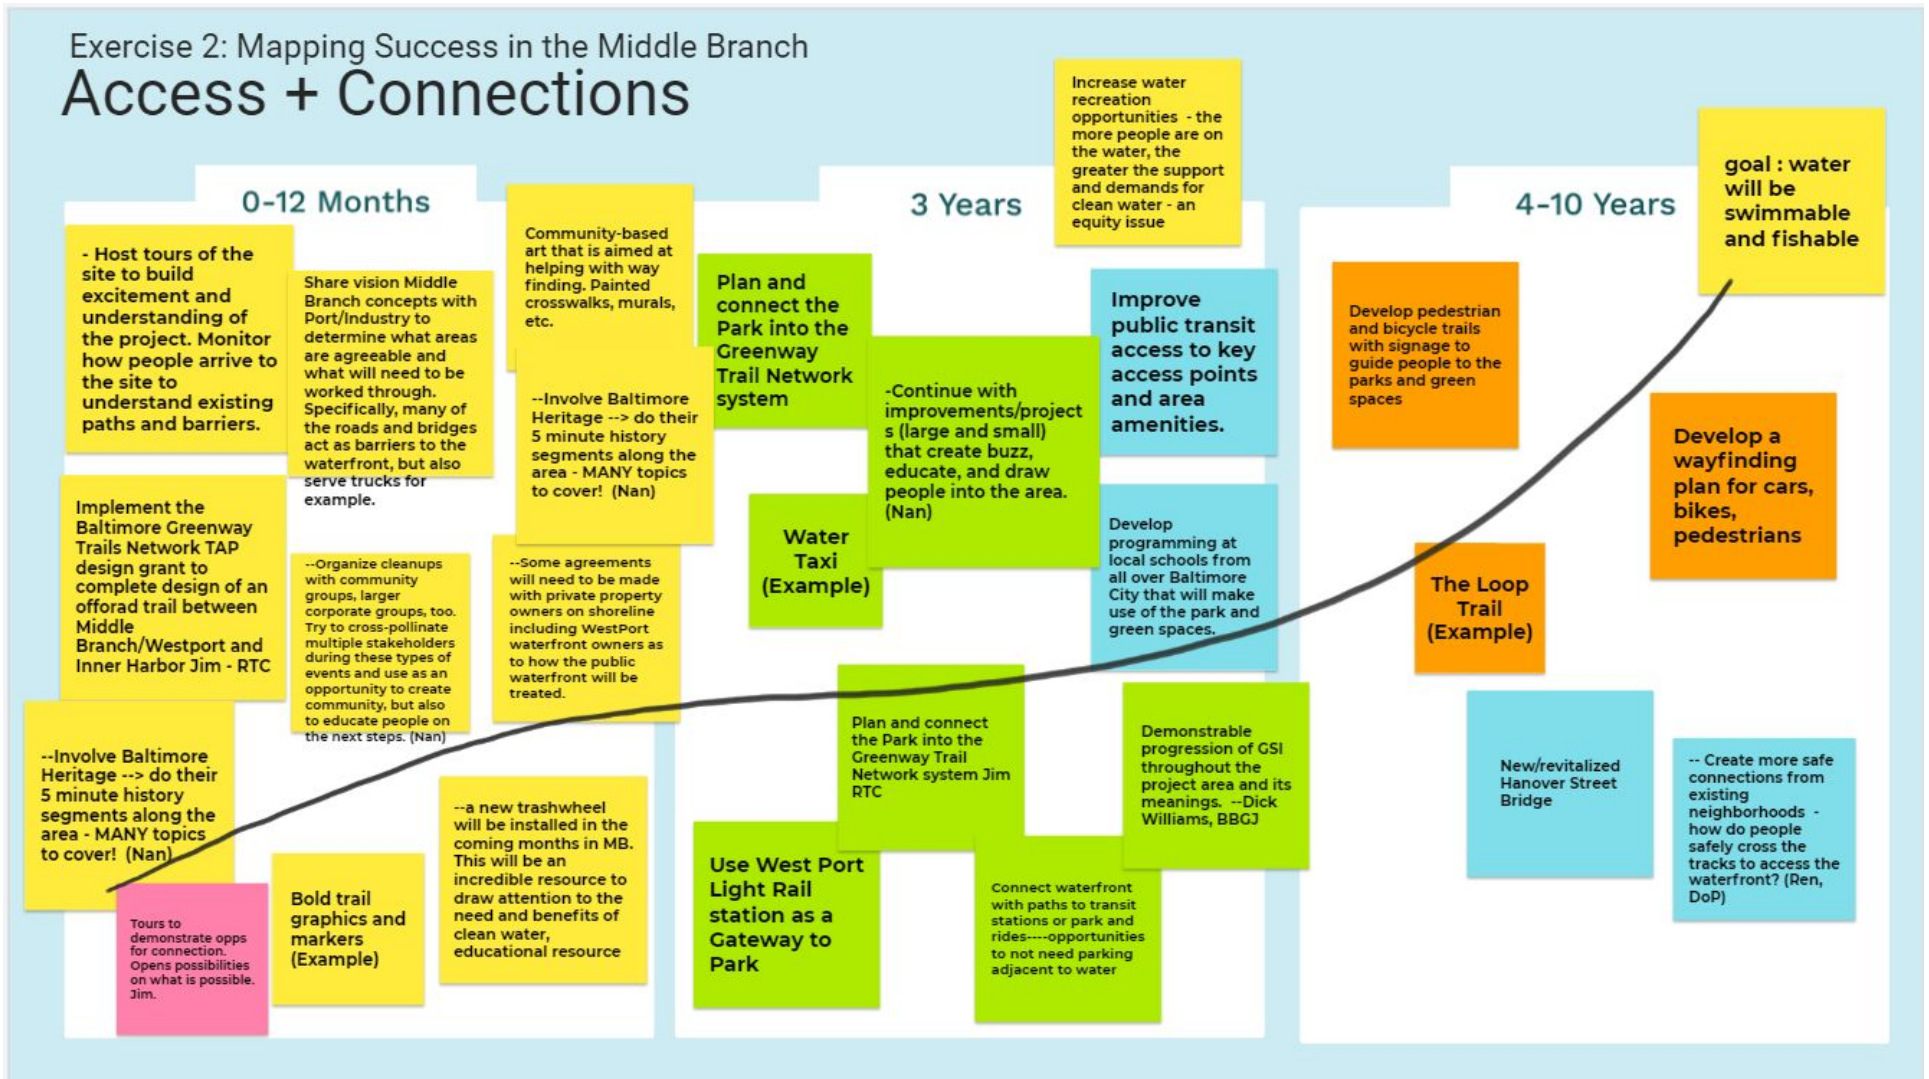 Exercise 2: Mapping Success in the Middle Branch
Access + Connections
0-12 Months
- Host tours of the
site to build
excitement and
understanding of
the project. Monitor
how people arrive to
the site to
understand existing
paths and barriers.
Share vision Middle
Branch concepts with
Port/Industry to
determine what areas
are agreeable and
what will need to be
worked through.
Specifically, many of
the roads and bridges
act as barriers to the
waterfront, but also
serve trucks for
example.
Community-based
art that is aimed at
helping with way
finding. Painted
crosswalks, murals,
etc.
--Involve Baltimore
Heritage --> do their
5 minute history
segments along the
area - MANY topics
to cover! (Nan)
Implement the
Baltimore Greenway
Trails Network TAP
design grant to
complete design of an
offorad trail between
Middle
Branch/Westport and
Inner Harbor Jim - RTC
--Organize cleanups
with community
groups, larger
corporate groups, too.
Try to cross-pollinate
multiple stakeholders
during these types of
events and use as an
opportunity to create
community, but also
to educate people on
the next steps. (Nan)
--Some agreements
will need to be made
with private property
owners on shoreline
including WestPort
waterfront owners as
to how the public
waterfront will be
treated.
--Involve Baltimore
Heritage --> do their
5 minute history
segments along the
area - MANY topics
to cover! (Nan)
Tours to
demonstrate opps
for connection.
Opens possibilities
on what is possible.
Jim.
Bold trail
graphics and
markers
(Example)
--a new trashwheel
will be installed in the
coming months in MB.
This will be an
incredible resource to
draw attention to the
need and benefits of
clean water,
educational resource
3 Years
Increase water
recreation
opportunities - the
more people are on
the water, the
greater the support
and demands for
clean water - an
equity issue
Plan and
connect the
Park into the
Greenway
Trail Network
system
-Continue with
improvements/project
s (large and small)
that create buzz,
educate, and draw
people into the area.
(Nan)
Improve
public transit
access to key
access points
and area
amenities.
Water
Taxi
(Example)
Develop
programming at
local schools from
all over Baltimore
City that will make
use of the park and
green spaces.
Plan and connect
the Park into the
Greenway Trail
Network system Jim
RTC
Demonstrable
progression of GSI
throughout the
project area and its
meanings. --Dick
Williams, BBGJ
Use West Port
Light Rail
station as a
Gateway to
Park
Connect waterfront
with paths to transit
stations or park and
rides----opportunities
to not need parking
adjacent to water
4-10 Years
goal : water
will be
swimmable
and fishable
Develop pedestrian
and bicycle trails
with signage to
guide people to the
parks and green
spaces
Develop a
wayfinding
plan for cars,
bikes,
pedestrians
The Loop
Trail
(Example)
New/revitalized
Hanover Street
Bridge
-- Create more safe
connections from
existing
neighborhoods -
how do people
safely cross the
tracks to access the
waterfront? (Ren,
DoP)